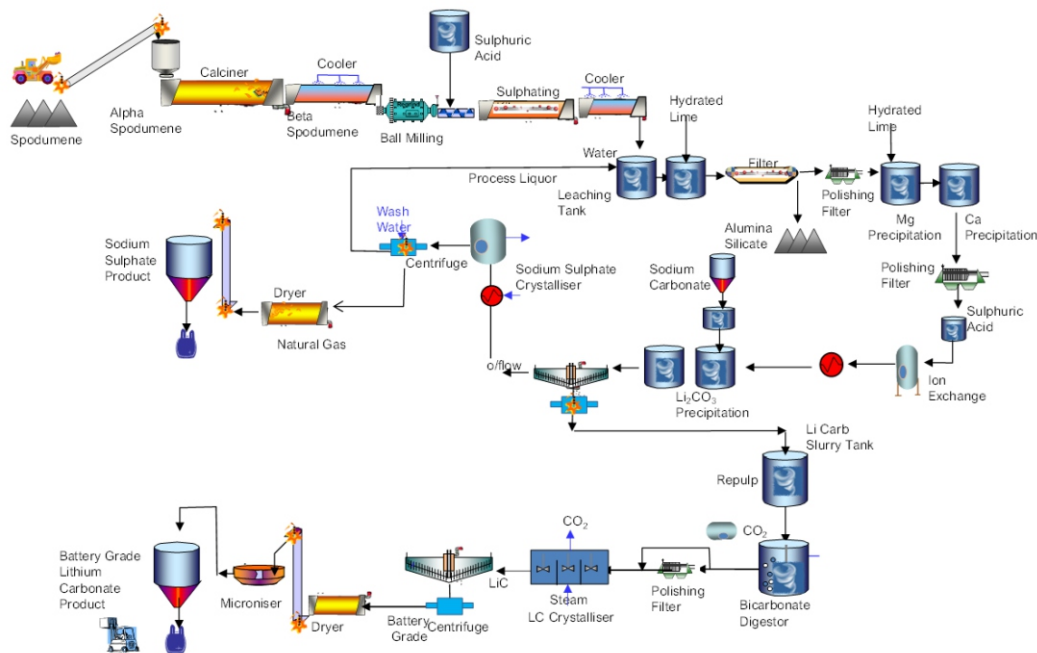 Sulphuric
Acid
Calciner
Cooler
Cooler
Sulphating
Hydrated
Lime
Hydrated
Lime
Alpha
Spodumene
Beta
Spodumene
Ball Milling
Spodumene
Water
Filter
Process Liquor
Leaching
Tank
Polishing
Filter
Mg
Precipitation
Ca
Precipitation
Wash
Water
Alumina
Silicate
Sodium
Sulphate
Product
Centrifuge
Sodium Sulphate
Crystalliser
Sodium
Carbonate
Polishing
Filter
Dryer
Sulphuric
Acid
Natural Gas
o/flow
Li₂CO₃
Precipitation
Ion
Exchange
Li Carb
Slurry Tank
Repulp
CO₂
CO₂
Battery Grade
Lithium
Carbonate
Product
LiC
Microniser
Steam
LC Crystalliser
Polishing
Filter
Bicarbonate
Digestor
Dryer
Battery
Grade
Centrifuge